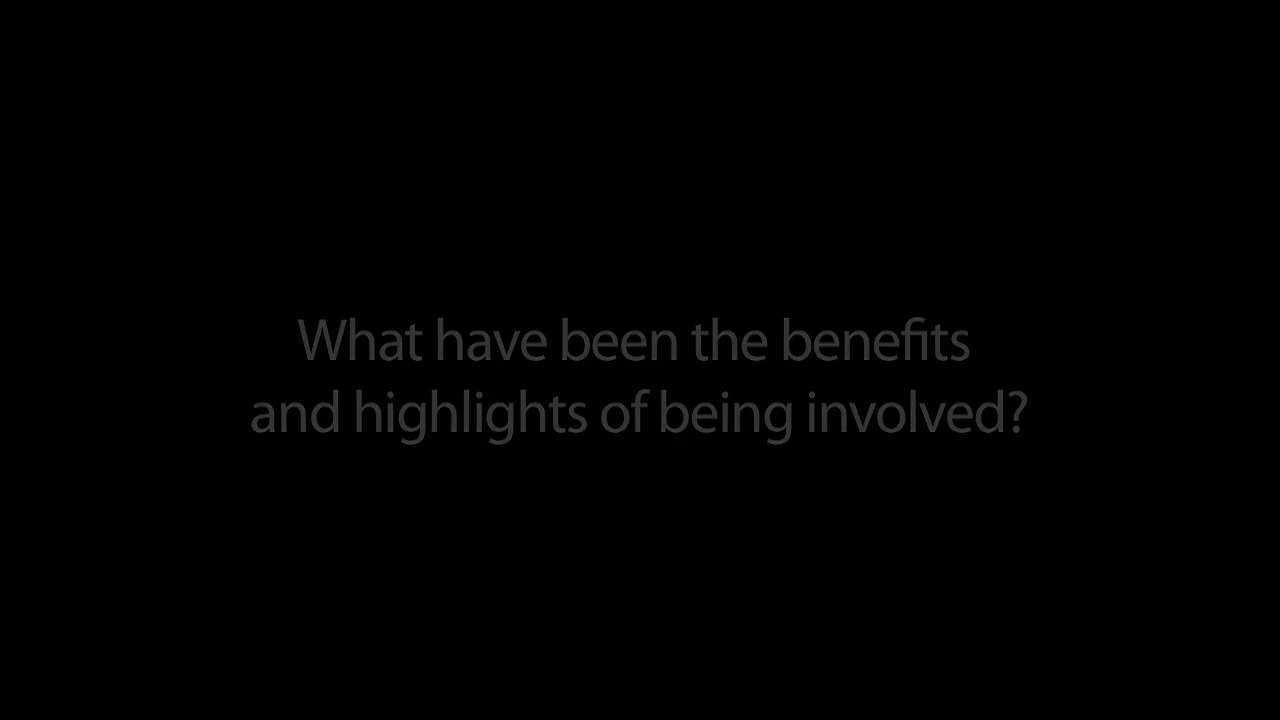 What have been the benefits
and highlights of being involved?